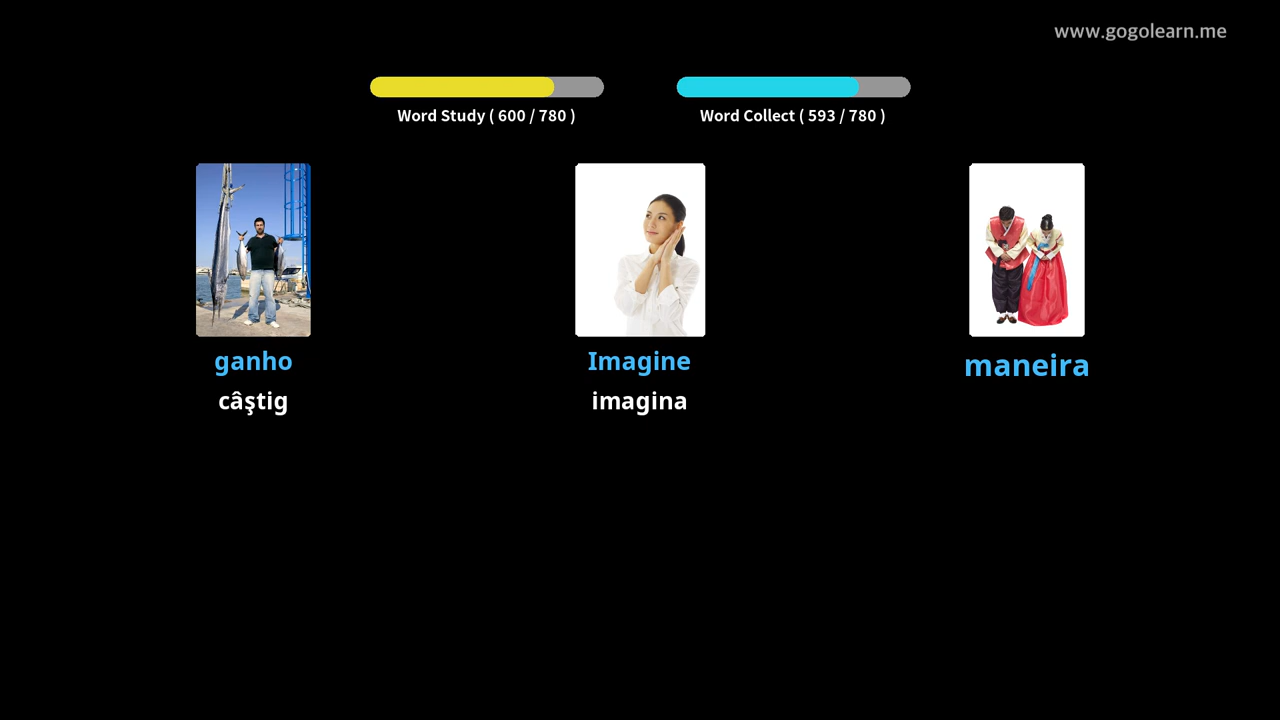 www.gogolearn.me
Word Study ( 600 / 780 )
Word Collect ( 593 / 780 )
ganho
câştig
Imagine
imagina
maneira